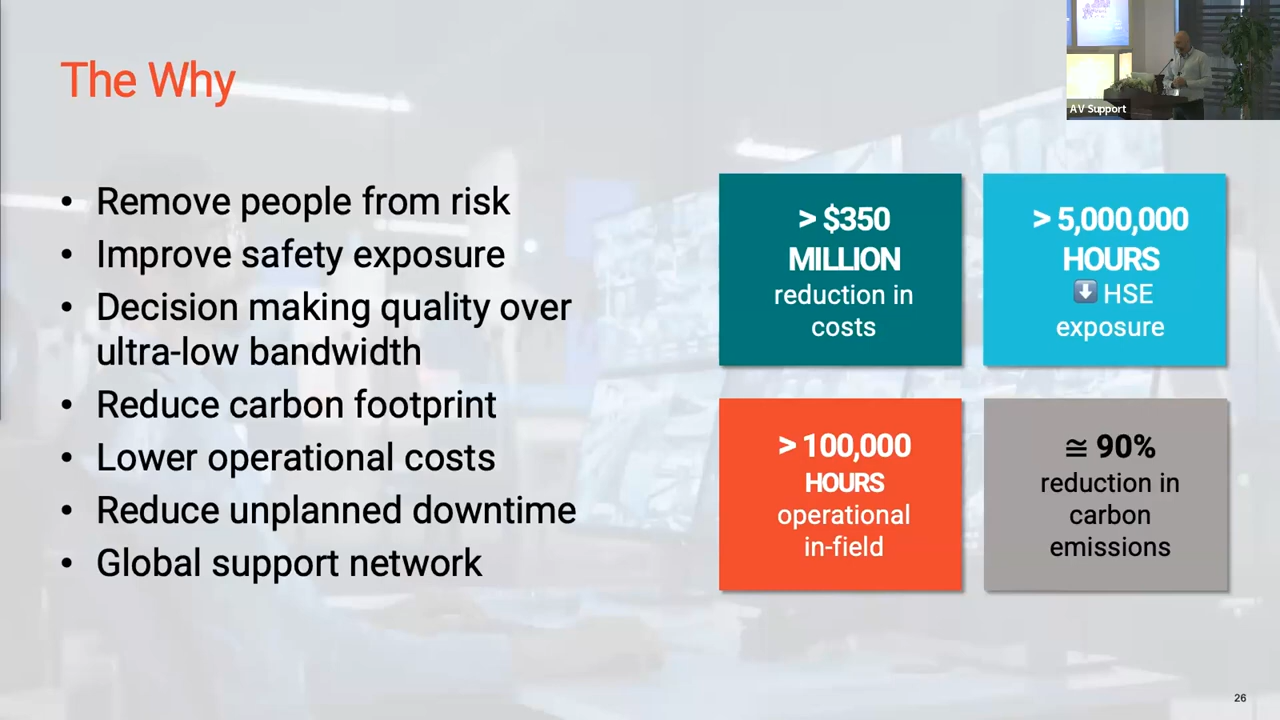 The Why
AV Support
• Remove people from risk
• Improve safety exposure
• Decision making quality over
ultra-low bandwidth
• Reduce carbon footprint
• Lower operational costs
• Reduce unplanned downtime
• Global support network
> $350
MILLION
reduction in
costs
> 5,000,000
HOURS
⬇ HSE
exposure
> 100,000
HOURS
operational
in-field
≅ 90%
reduction in
carbon
emissions
26